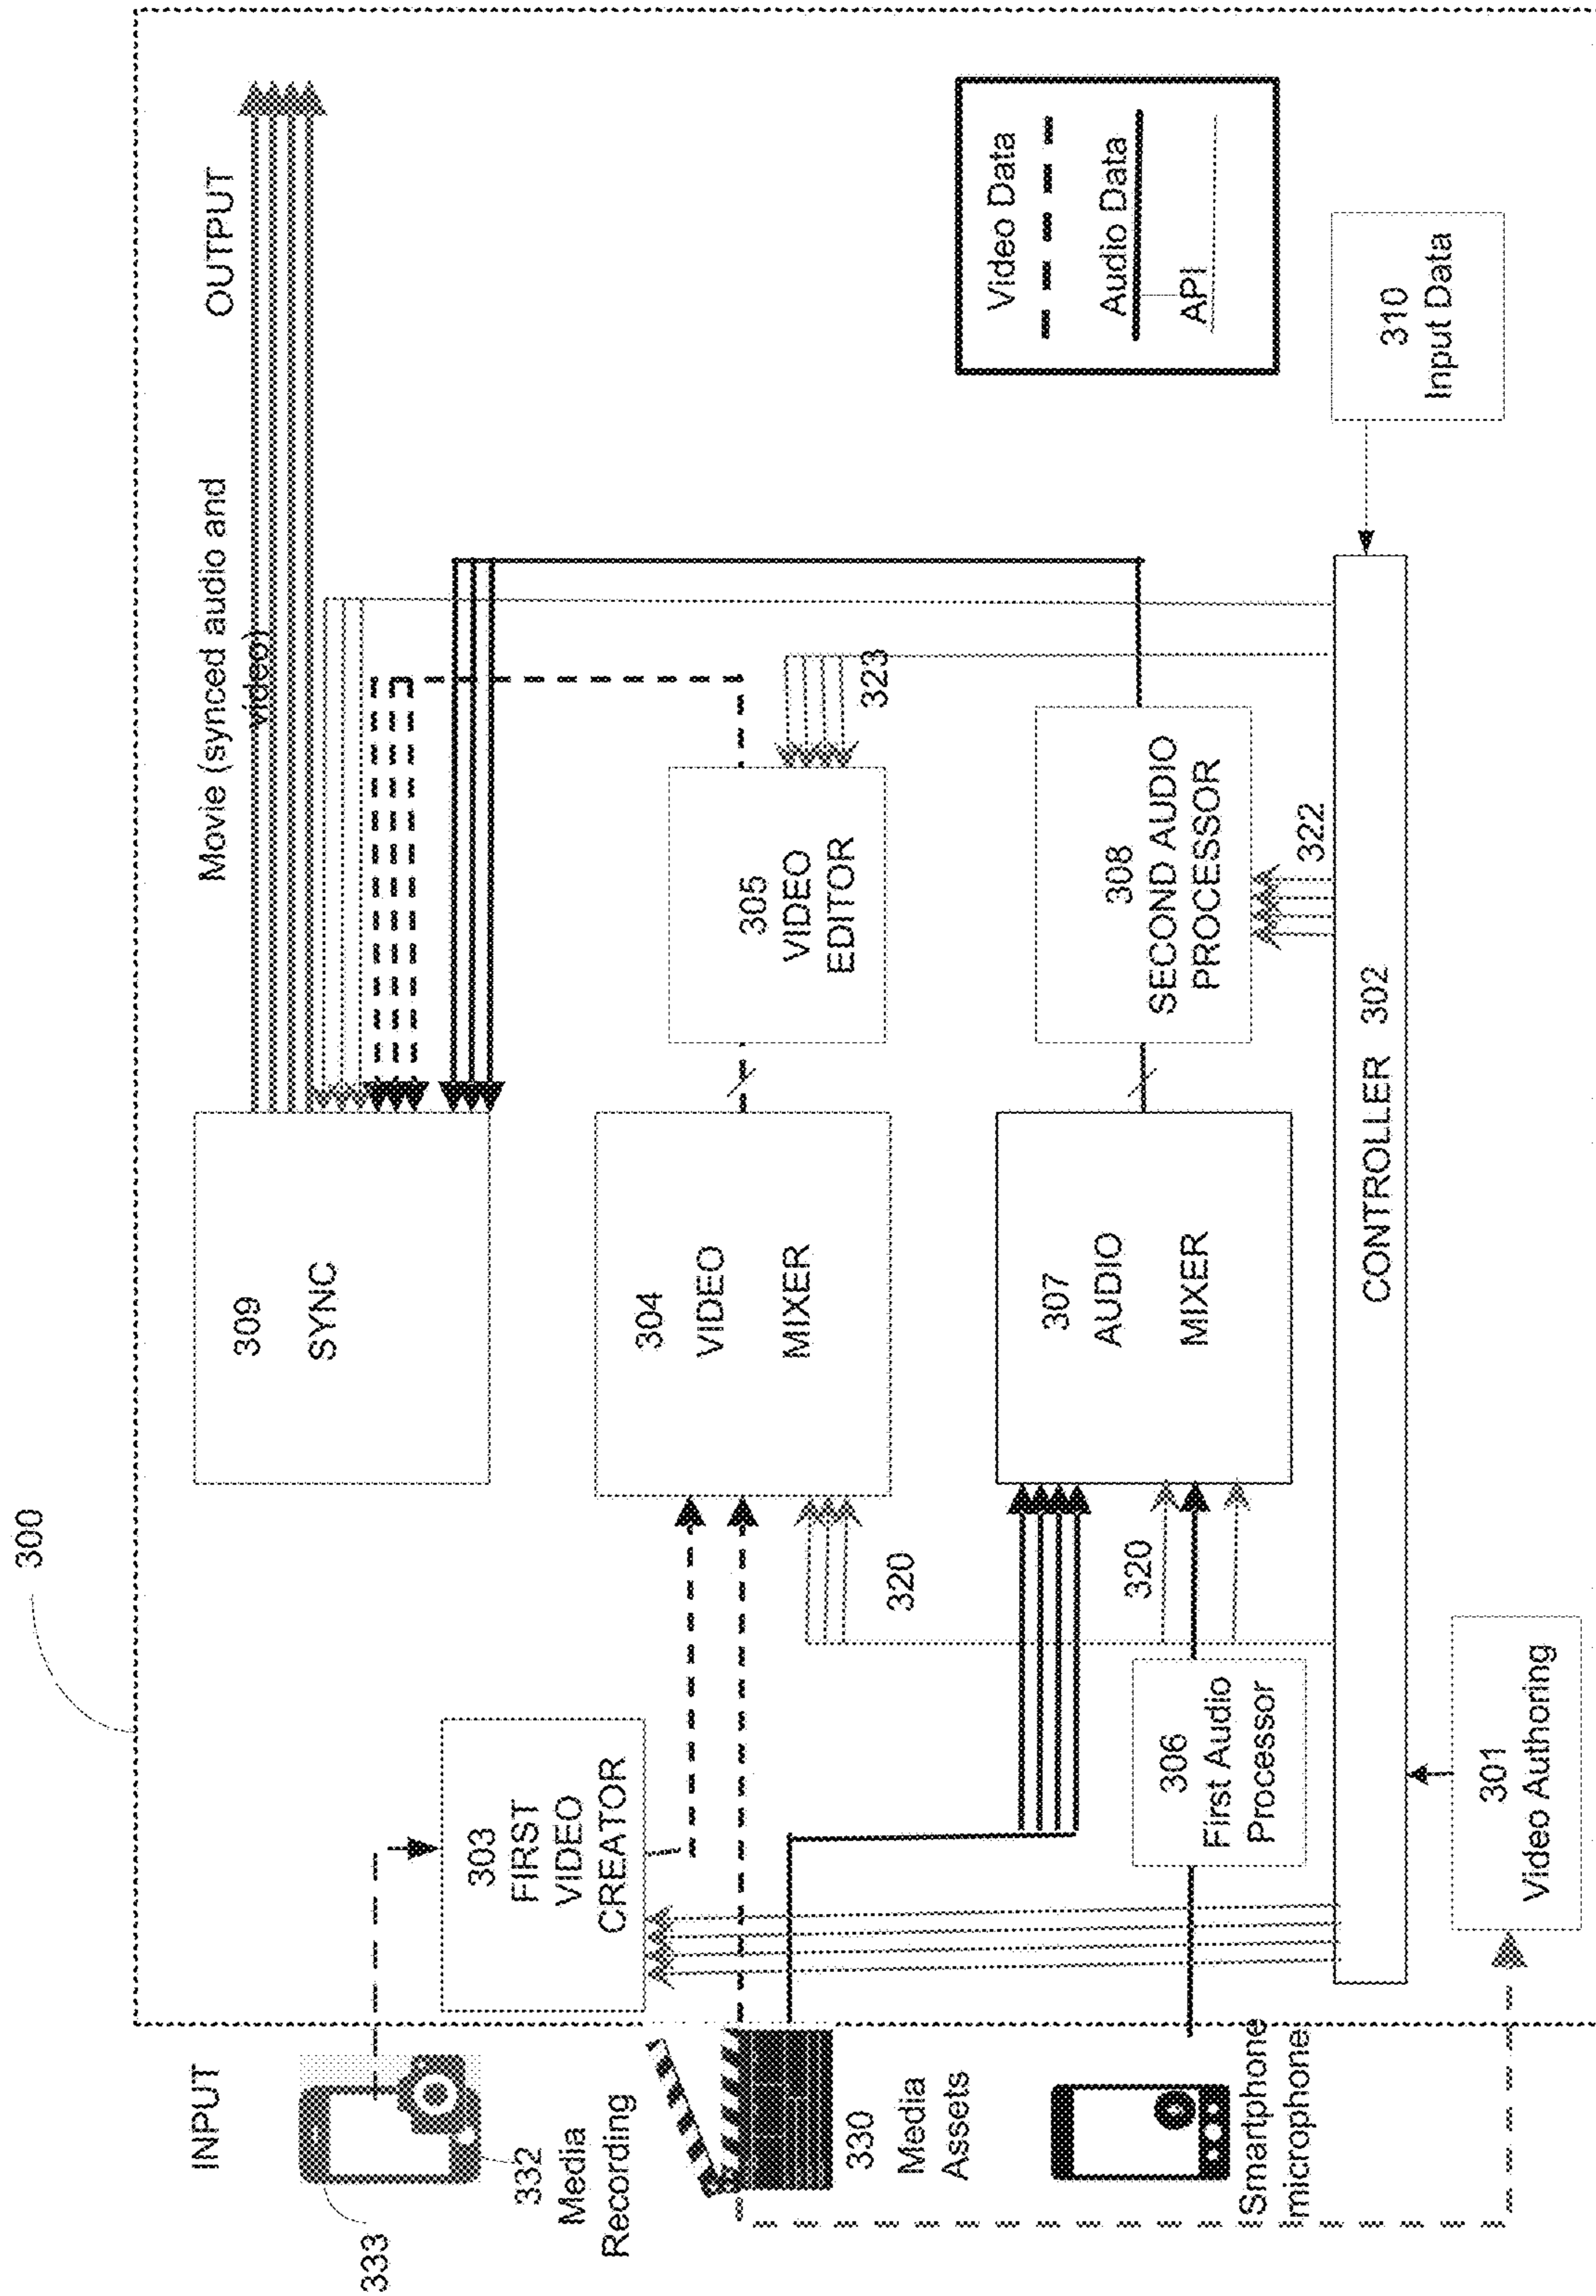 300
INPUT
333
332
Media
Recording
330
Media
Assets
Smartphone
microphone
303
FIRST
VIDEO
CREATOR
306
First Audio
Processor
301
Video Authoring
320
320
309
SYNC
304
VIDEO
MIXER
307
AUDIO
MIXER
CONTROLLER 302
305
VIDEO
EDITOR
308
SECOND AUDIO
PROCESSOR
323
322
Movie (synced audio and
video)
OUTPUT
310
Input Data
Video Data
Audio Data
API